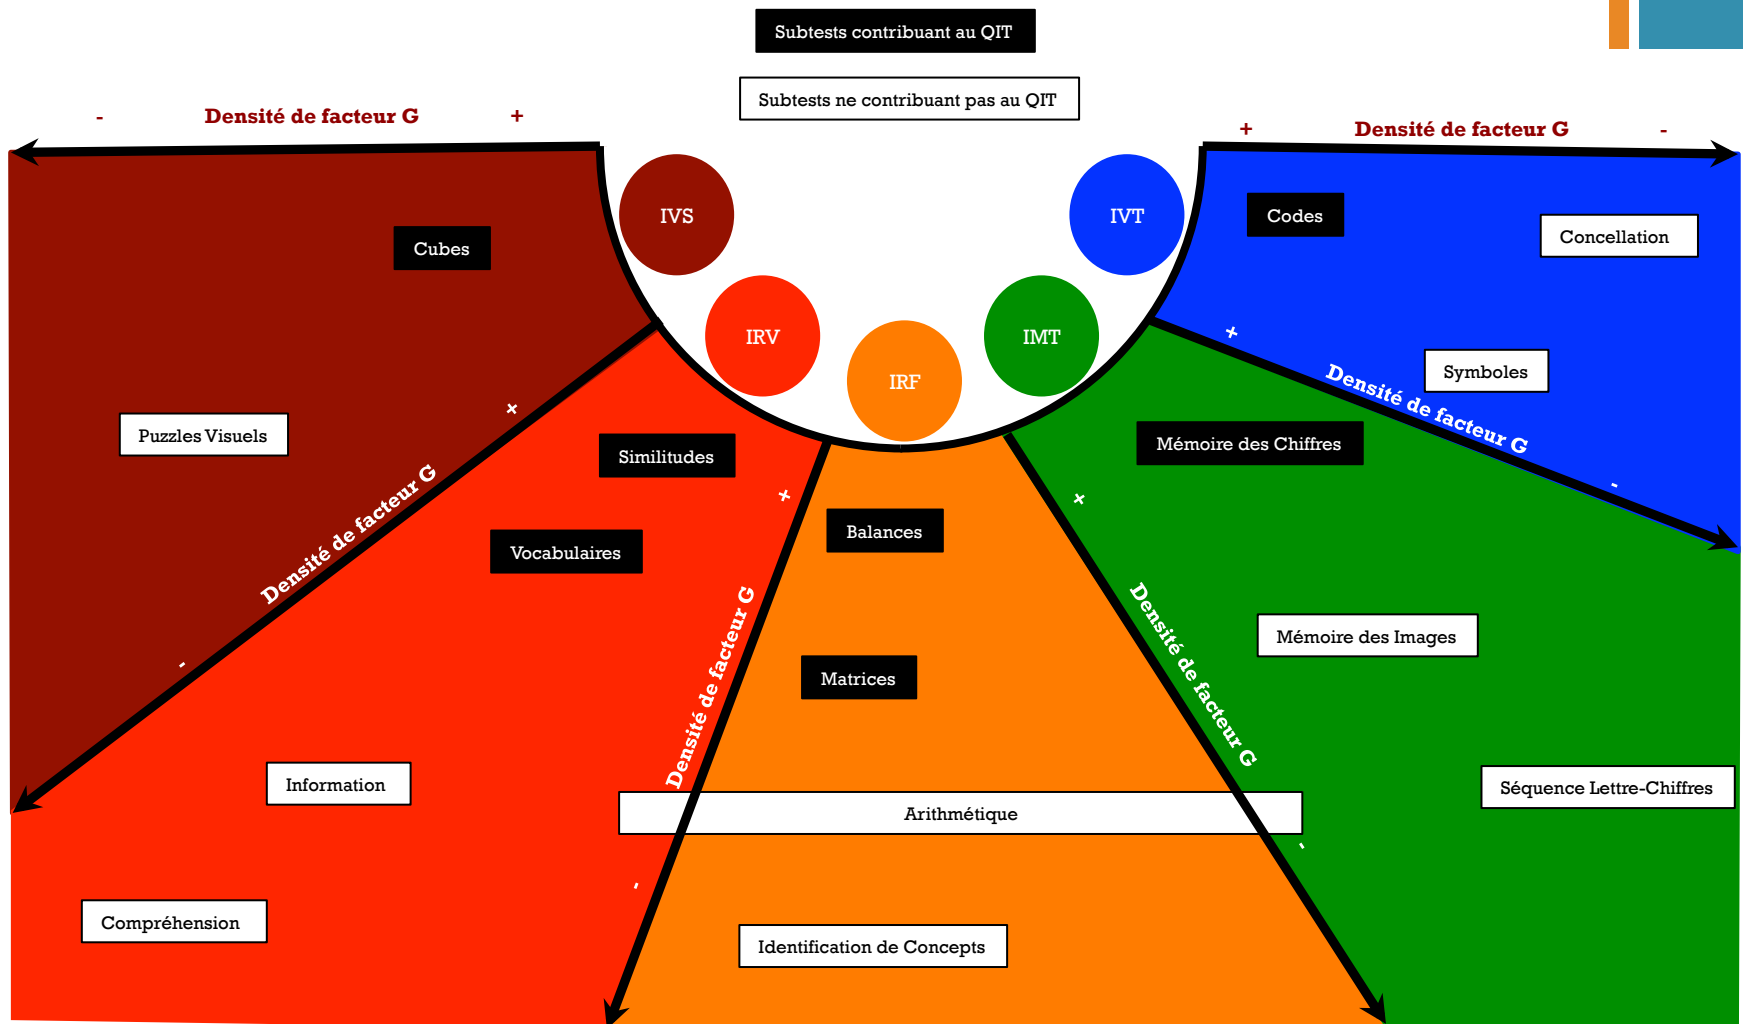 Subtests contribuant au QIT
Subtests ne contribuant pas au QIT
- Densité de facteur G +
+ Densité de facteur G -
IVS
IVT
Codes
Concellation
Cubes
IRV
IMT
IRF
+ Densité de facteur G -
Symboles
Puzzles Visuels
+ Densité de facteur G -
Similitudes
Mémoire des Chiffres
Vocabulaires
+ Densité de facteur G -
Balances
+ Densité de facteur G -
Mémoire des Images
Matrices
Information
Séquence Lettre-Chiffres
Arithmétique
Compréhension
Identification de Concepts